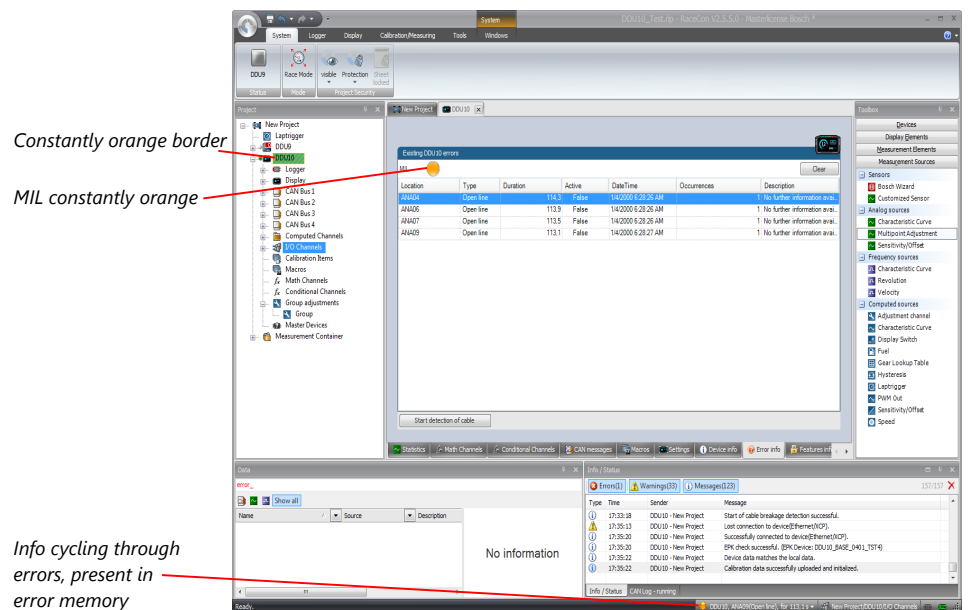 System
DDU10_Test.rip - RaceCon V2.5.5.0 - Masterlicense Bosch *
System Logger Display Calibration/Measuring Tools Windows
DDU9
Race Mode
visible
Protection
Sheet
locked
Status
Mode
Project Security
Project
New Project
Laptrigger
DDU9
DDU10
Logger
Display
CAN Bus 1
CAN Bus 2
CAN Bus 3
CAN Bus 4
Computed Channels
I/O Channels
Calibration Items
Macros
Math Channels
Conditional Channels
Group adjustments
Group
Master Devices
Measurement Container
Constantly orange border
MIL constantly orange
Info cycling through
errors, present in
error memory
New Project DDU10
Existing DDU10 errors
MIL
Clear
Location Type Duration Active DateTime Occurrences Description
ANA04 Open line 114,3 False 1/4/2000 6:28:26 AM 1 No further information avai...
ANA06 Open line 113,9 False 1/4/2000 6:28:26 AM 1 No further information avai...
ANA07 Open line 113,5 False 1/4/2000 6:28:26 AM 1 No further information avai...
ANA09 Open line 113,1 False 1/4/2000 6:28:27 AM 1 No further information avai...
Start detection of cable
Statistics Math Channels Conditional Channels CAN messages Macros Settings Device info Error info Features inf
Toolbox
Devices
Display Elements
Measurement Elements
Measurement Sources
Sensors
Bosch Wizard
Customized Sensor
Analog sources
Characteristic Curve
Multipoint Adjustment
Sensitivity/Offset
Frequency sources
Characteristic Curve
Revolution
Velocity
Computed sources
Adjustment channel
Characteristic Curve
Display Switch
Fuel
Gear Lookup Table
Hysteresis
Laptrigger
PWM Out
Sensitivity/Offset
Speed
Data
error_
Show all
Name Source Description
No information
Info / Status
Errors(1) Warnings(33) Messages(123) 157/157
Type Time Sender Message
17:33:18 DDU10 - New Project Start of cable breakage detection successful.
17:35:13 DDU10 - New Project Lost connection to device(Ethernet/XCP).
17:35:20 DDU10 - New Project Successfully connected to device(Ethernet/XCP).
17:35:20 DDU10 - New Project EPK check successful. (EPK Device: DDU10_BASE_0401_TST4)
17:35:22 DDU10 - New Project Device data matches the local data.
17:35:22 DDU10 - New Project Calibration data successfully uploaded and initialized.
Info / Status CAN Log - running
Ready.
DDU10, ANA09(Open line), for 113,1 s New Project/DDU10/I/O Channels